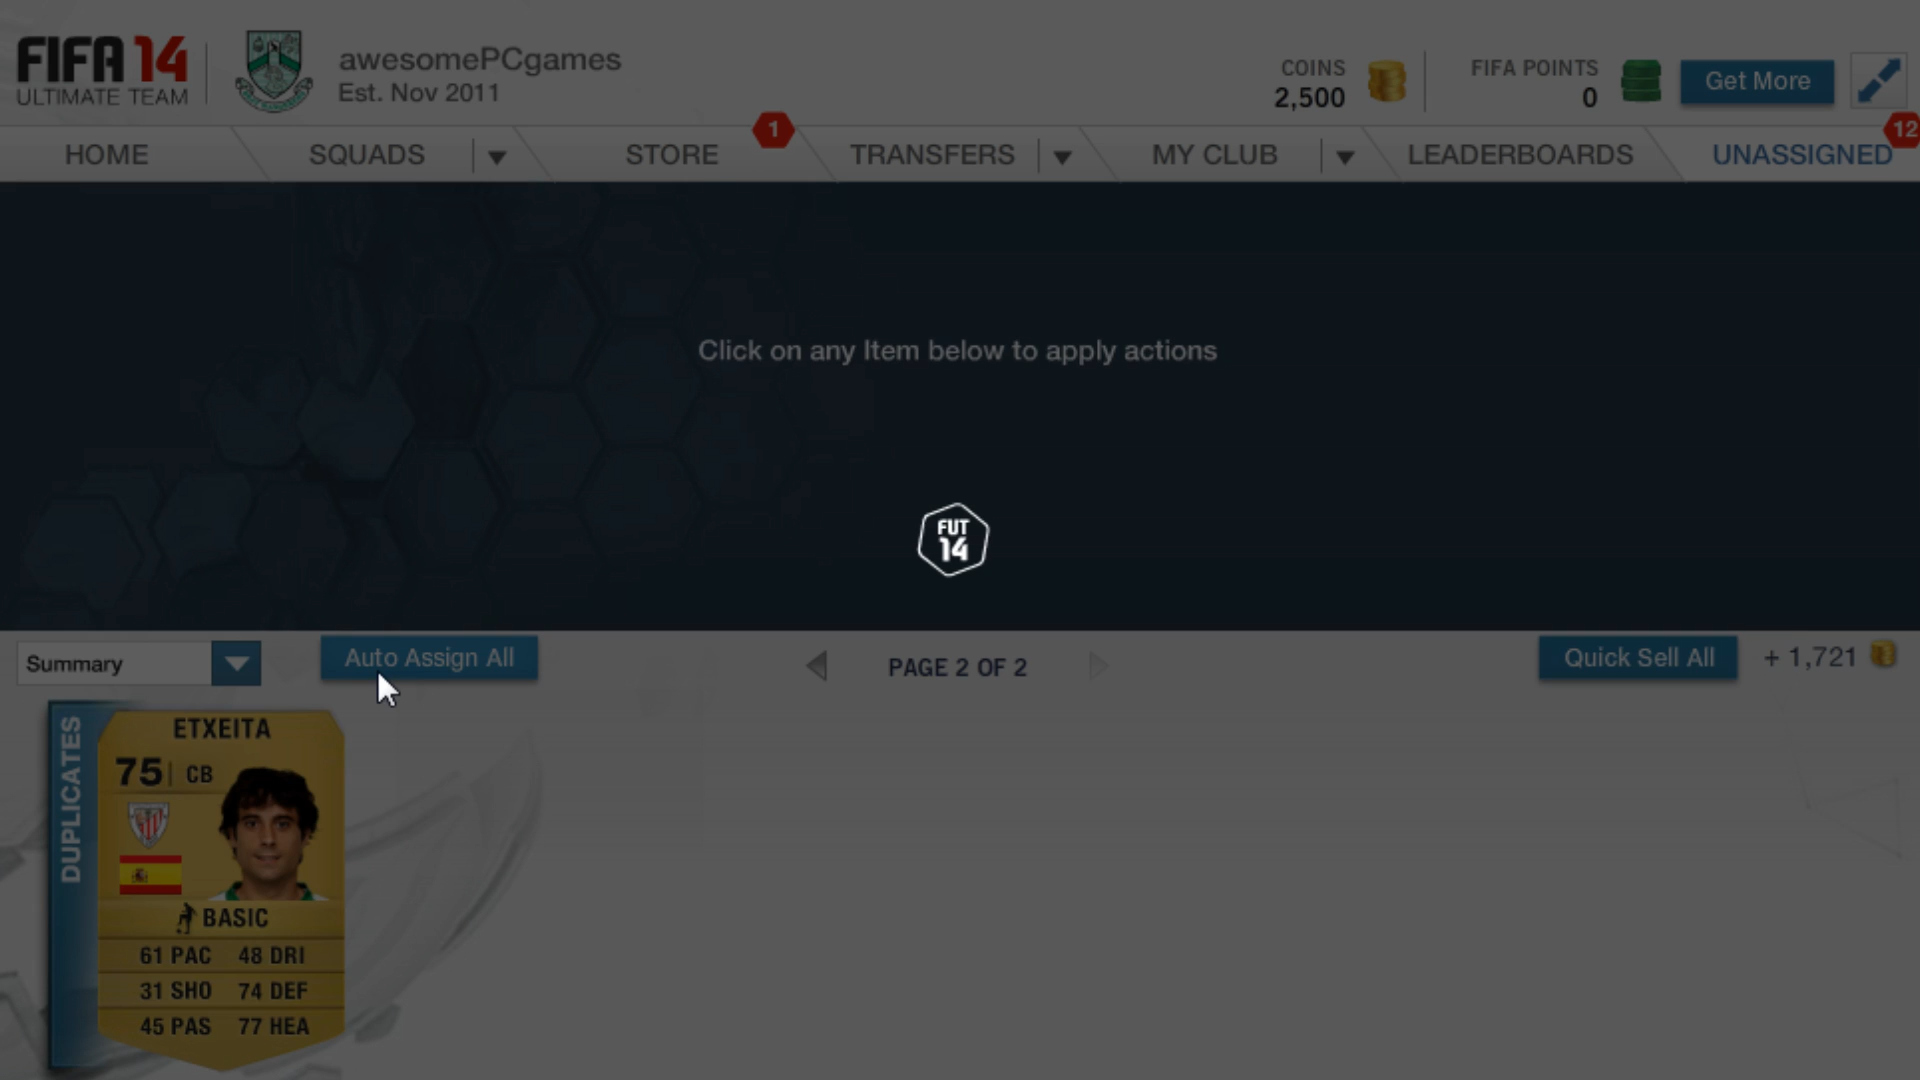 FIFA 14
ULTIMATE TEAM
awesomePCgames
Est. Nov 2011
COINS
2,500
FIFA POINTS
0
Get More
HOME
SQUADS
STORE
1
TRANSFERS
MY CLUB
LEADERBOARDS
UNASSIGNED
12
Click on any Item below to apply actions
FUT
14
Summary
Auto Assign All
PAGE 2 OF 2
Quick Sell All
+ 1,721
DUPLICATES
ETXEITA
75 CB
BASIC
61 PAC 48 DRI
31 SHO 74 DEF
45 PAS 77 HEA